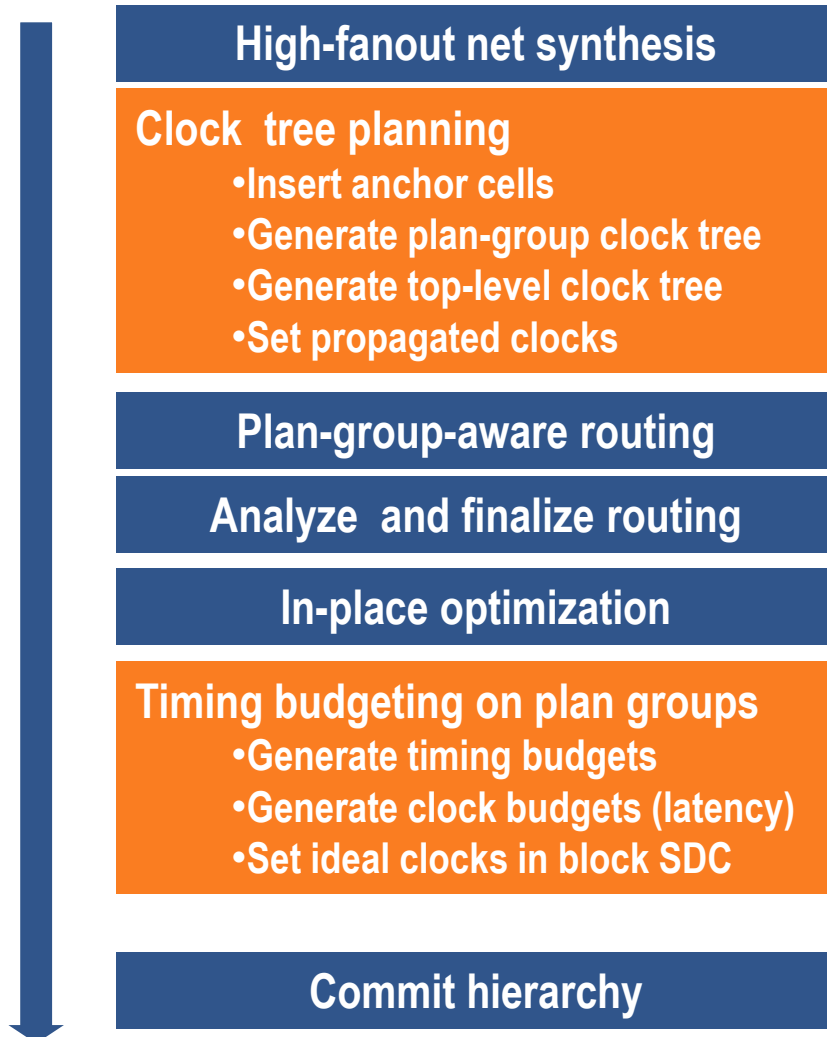 High-fanout net synthesis
Clock tree planning
•Insert anchor cells
•Generate plan-group clock tree
•Generate top-level clock tree
•Set propagated clocks
Plan-group-aware routing
Analyze and finalize routing
In-place optimization
Timing budgeting on plan groups
•Generate timing budgets
•Generate clock budgets (latency)
•Set ideal clocks in block SDC
Commit hierarchy